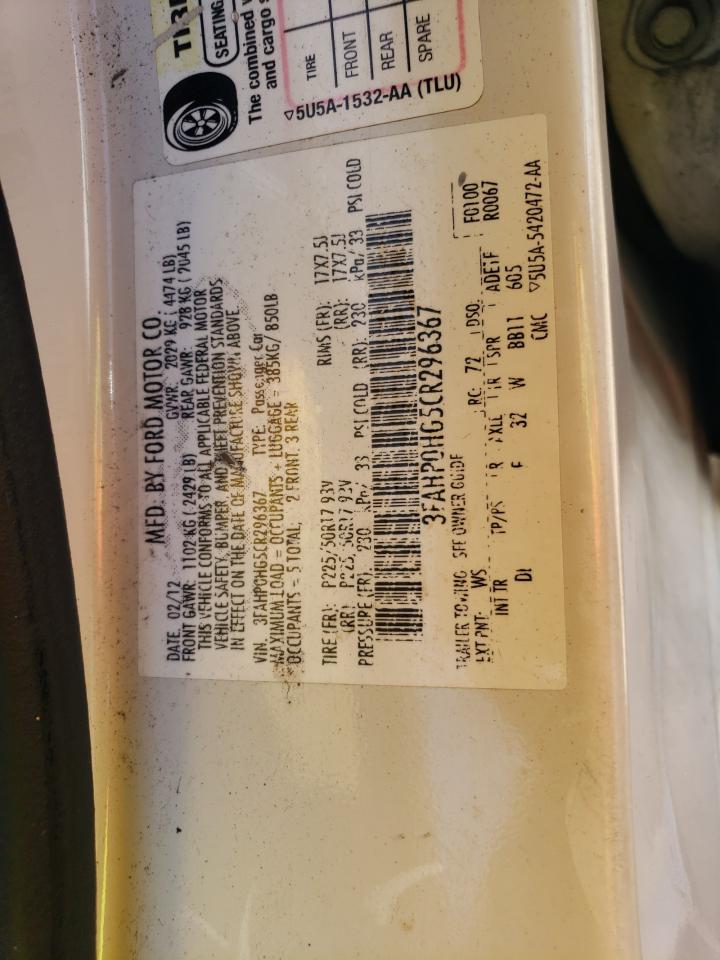 TIRE
SEATING
The combined
and cargo
TIRE
FRONT
REAR
SPARE
▽5U5A-1532-AA (TLU)
MFD. BY FORD MOTOR CO.
DATE: 02/12 GVWR: 2029 KG ( 4474 LB)
FRONT GAWR: 1102 KG ( 2429 LB) REAR GAWR: 928 KG ( 2045 LB)
THIS VEHICLE CONFORMS TO ALL APPLICABLE FEDERAL MOTOR
VEHICLE SAFETY, BUMPER, AND THEFT PREVENTION STANDARDS
IN EFFECT ON THE DATE OF MANUFACTURE SHOWN ABOVE.
VIN: 3FAHP0HG5CR296367 TYPE: Passenger Car
MAXIMUM LOAD = OCCUPANTS + LUGGAGE = 385KG/ 850LB
OCCUPANTS = 5 TOTAL, 2 FRONT, 3 REAR
TIRE (FR): P225/50R17 93V RIMS (FR): 17X7.5J
(RR): P225/50R17 93V (RR): 17X7.5J
PRESSURE (FR): 230 kPa/ 33 PSI COLD (RR): 230 kPa/ 33 PSI COLD
3FAHP0HG5CR296367
TRAILER TOWING SEE OWNER GUIDE F0100
EXT PNT: WS RC: 72 DSO: R0067
INT TR TP/PS R AXLE TR SPR
DI F 32 W BB11 605
CMC ▽5U5A-5420472-AA